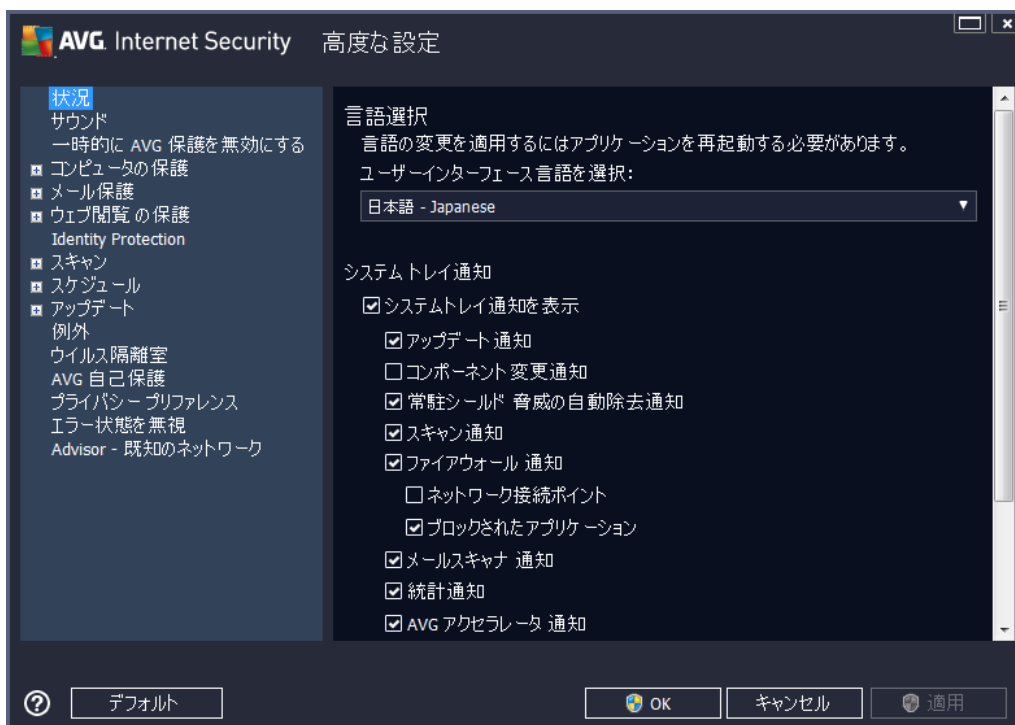 AVG. Internet Security 高度な設定
状況
サウンド
一時的に AVG 保護を無効にする
コンピュータの保護
メール保護
ウェブ閲覧の保護
Identity Protection
スキャン
スケジュール
アップデート
例外
ウイルス隔離室
AVG 自己保護
プライバシー プリファレンス
エラー状態を無視
Advisor - 既知のネットワーク
言語選択
言語の変更を適用するにはアプリケーションを再起動する必要があります。
ユーザーインターフェース言語を選択:
日本語 - Japanese
システムトレイ通知
システムトレイ通知を表示
アップデート通知
コンポーネント変更通知
常駐シールド 脅威の自動除去通知
スキャン通知
ファイアウォール 通知
ネットワーク接続ポイント
ブロックされたアプリケーション
メールスキャナ 通知
統計通知
AVG アクセラレータ 通知
? デフォルト OK キャンセル 適用